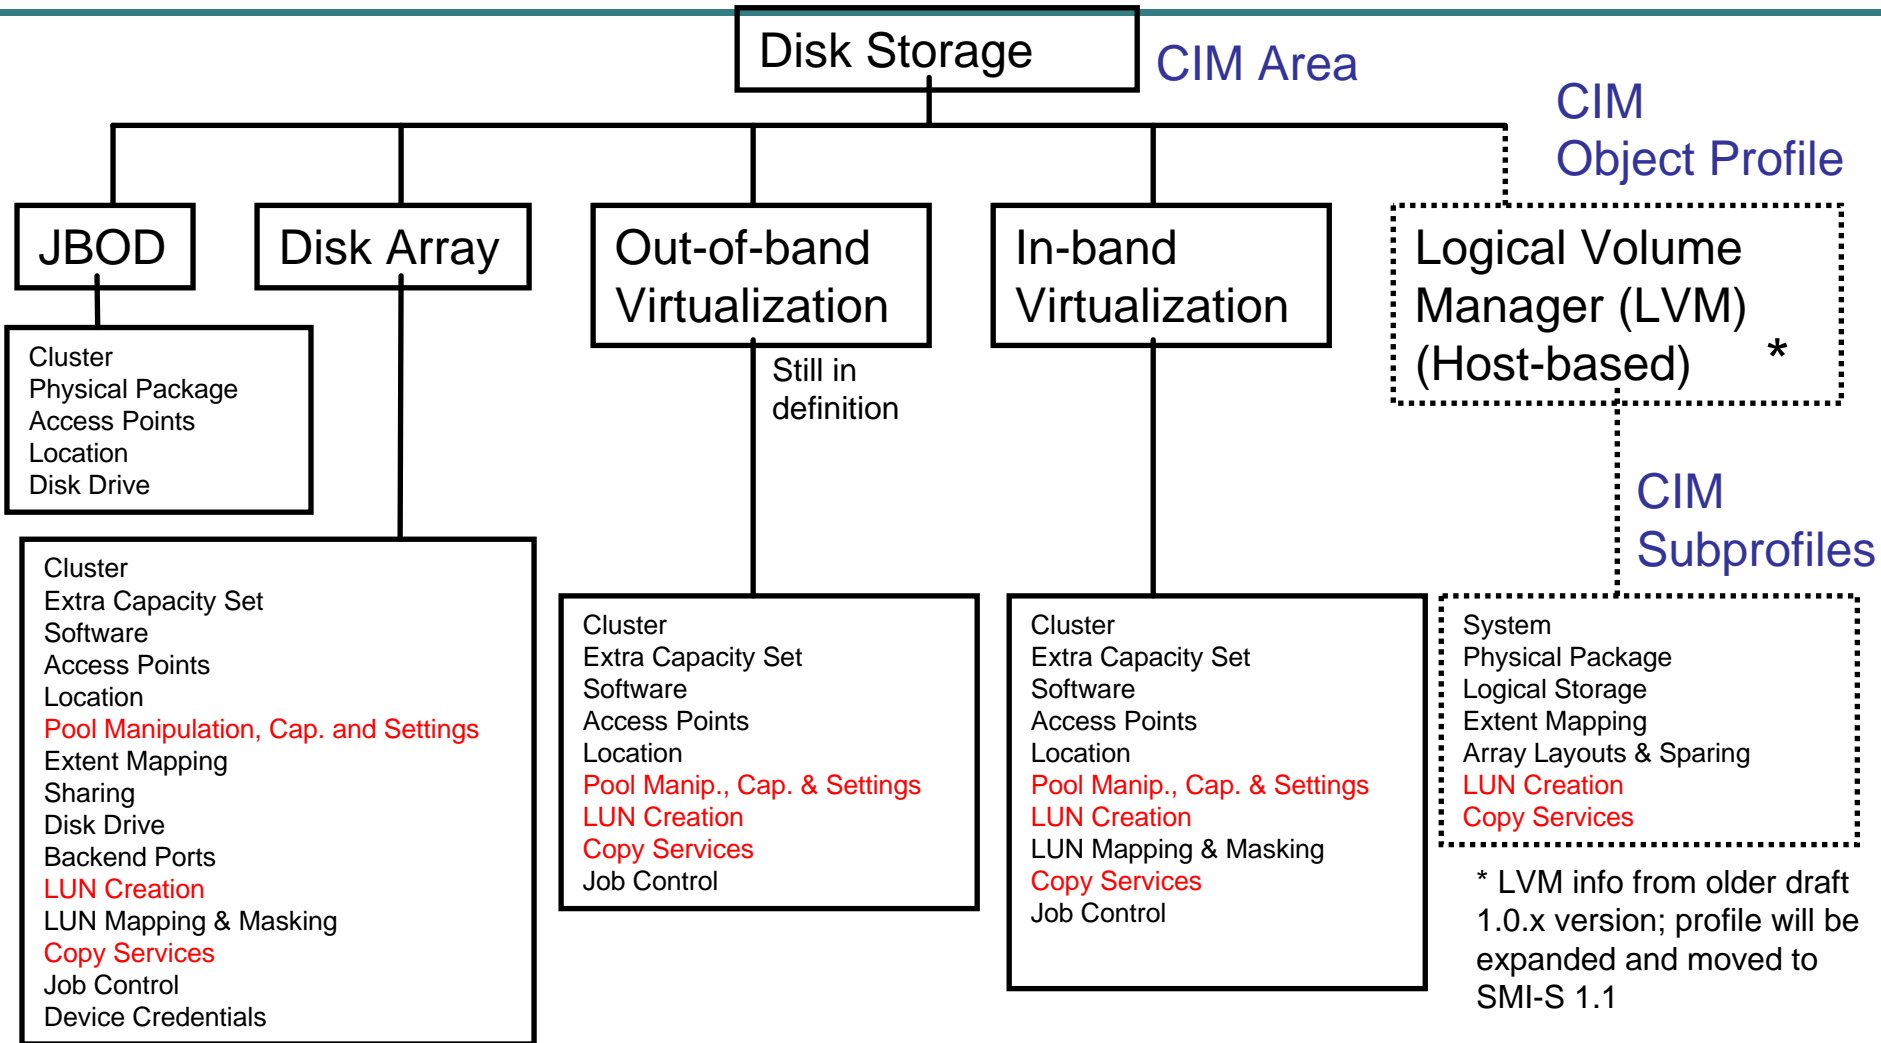 Disk Storage
CIM Area
CIM
Object Profile
JBOD
Disk Array
Out-of-band
Virtualization
In-band
Virtualization
Logical Volume
Manager (LVM)
(Host-based) *
Still in
definition
Cluster
Physical Package
Access Points
Location
Disk Drive
CIM
Subprofiles
Cluster
Extra Capacity Set
Software
Access Points
Location
Pool Manipulation, Cap. and Settings
Extent Mapping
Sharing
Disk Drive
Backend Ports
LUN Creation
LUN Mapping & Masking
Copy Services
Job Control
Device Credentials
Cluster
Extra Capacity Set
Software
Access Points
Location
Pool Manip., Cap. & Settings
LUN Creation
Copy Services
Job Control
Cluster
Extra Capacity Set
Software
Access Points
Location
Pool Manip., Cap. & Settings
LUN Creation
LUN Mapping & Masking
Copy Services
Job Control
System
Physical Package
Logical Storage
Extent Mapping
Array Layouts & Sparing
LUN Creation
Copy Services
* LVM info from older draft
1.0.x version; profile will be
expanded and moved to
SMI-S 1.1